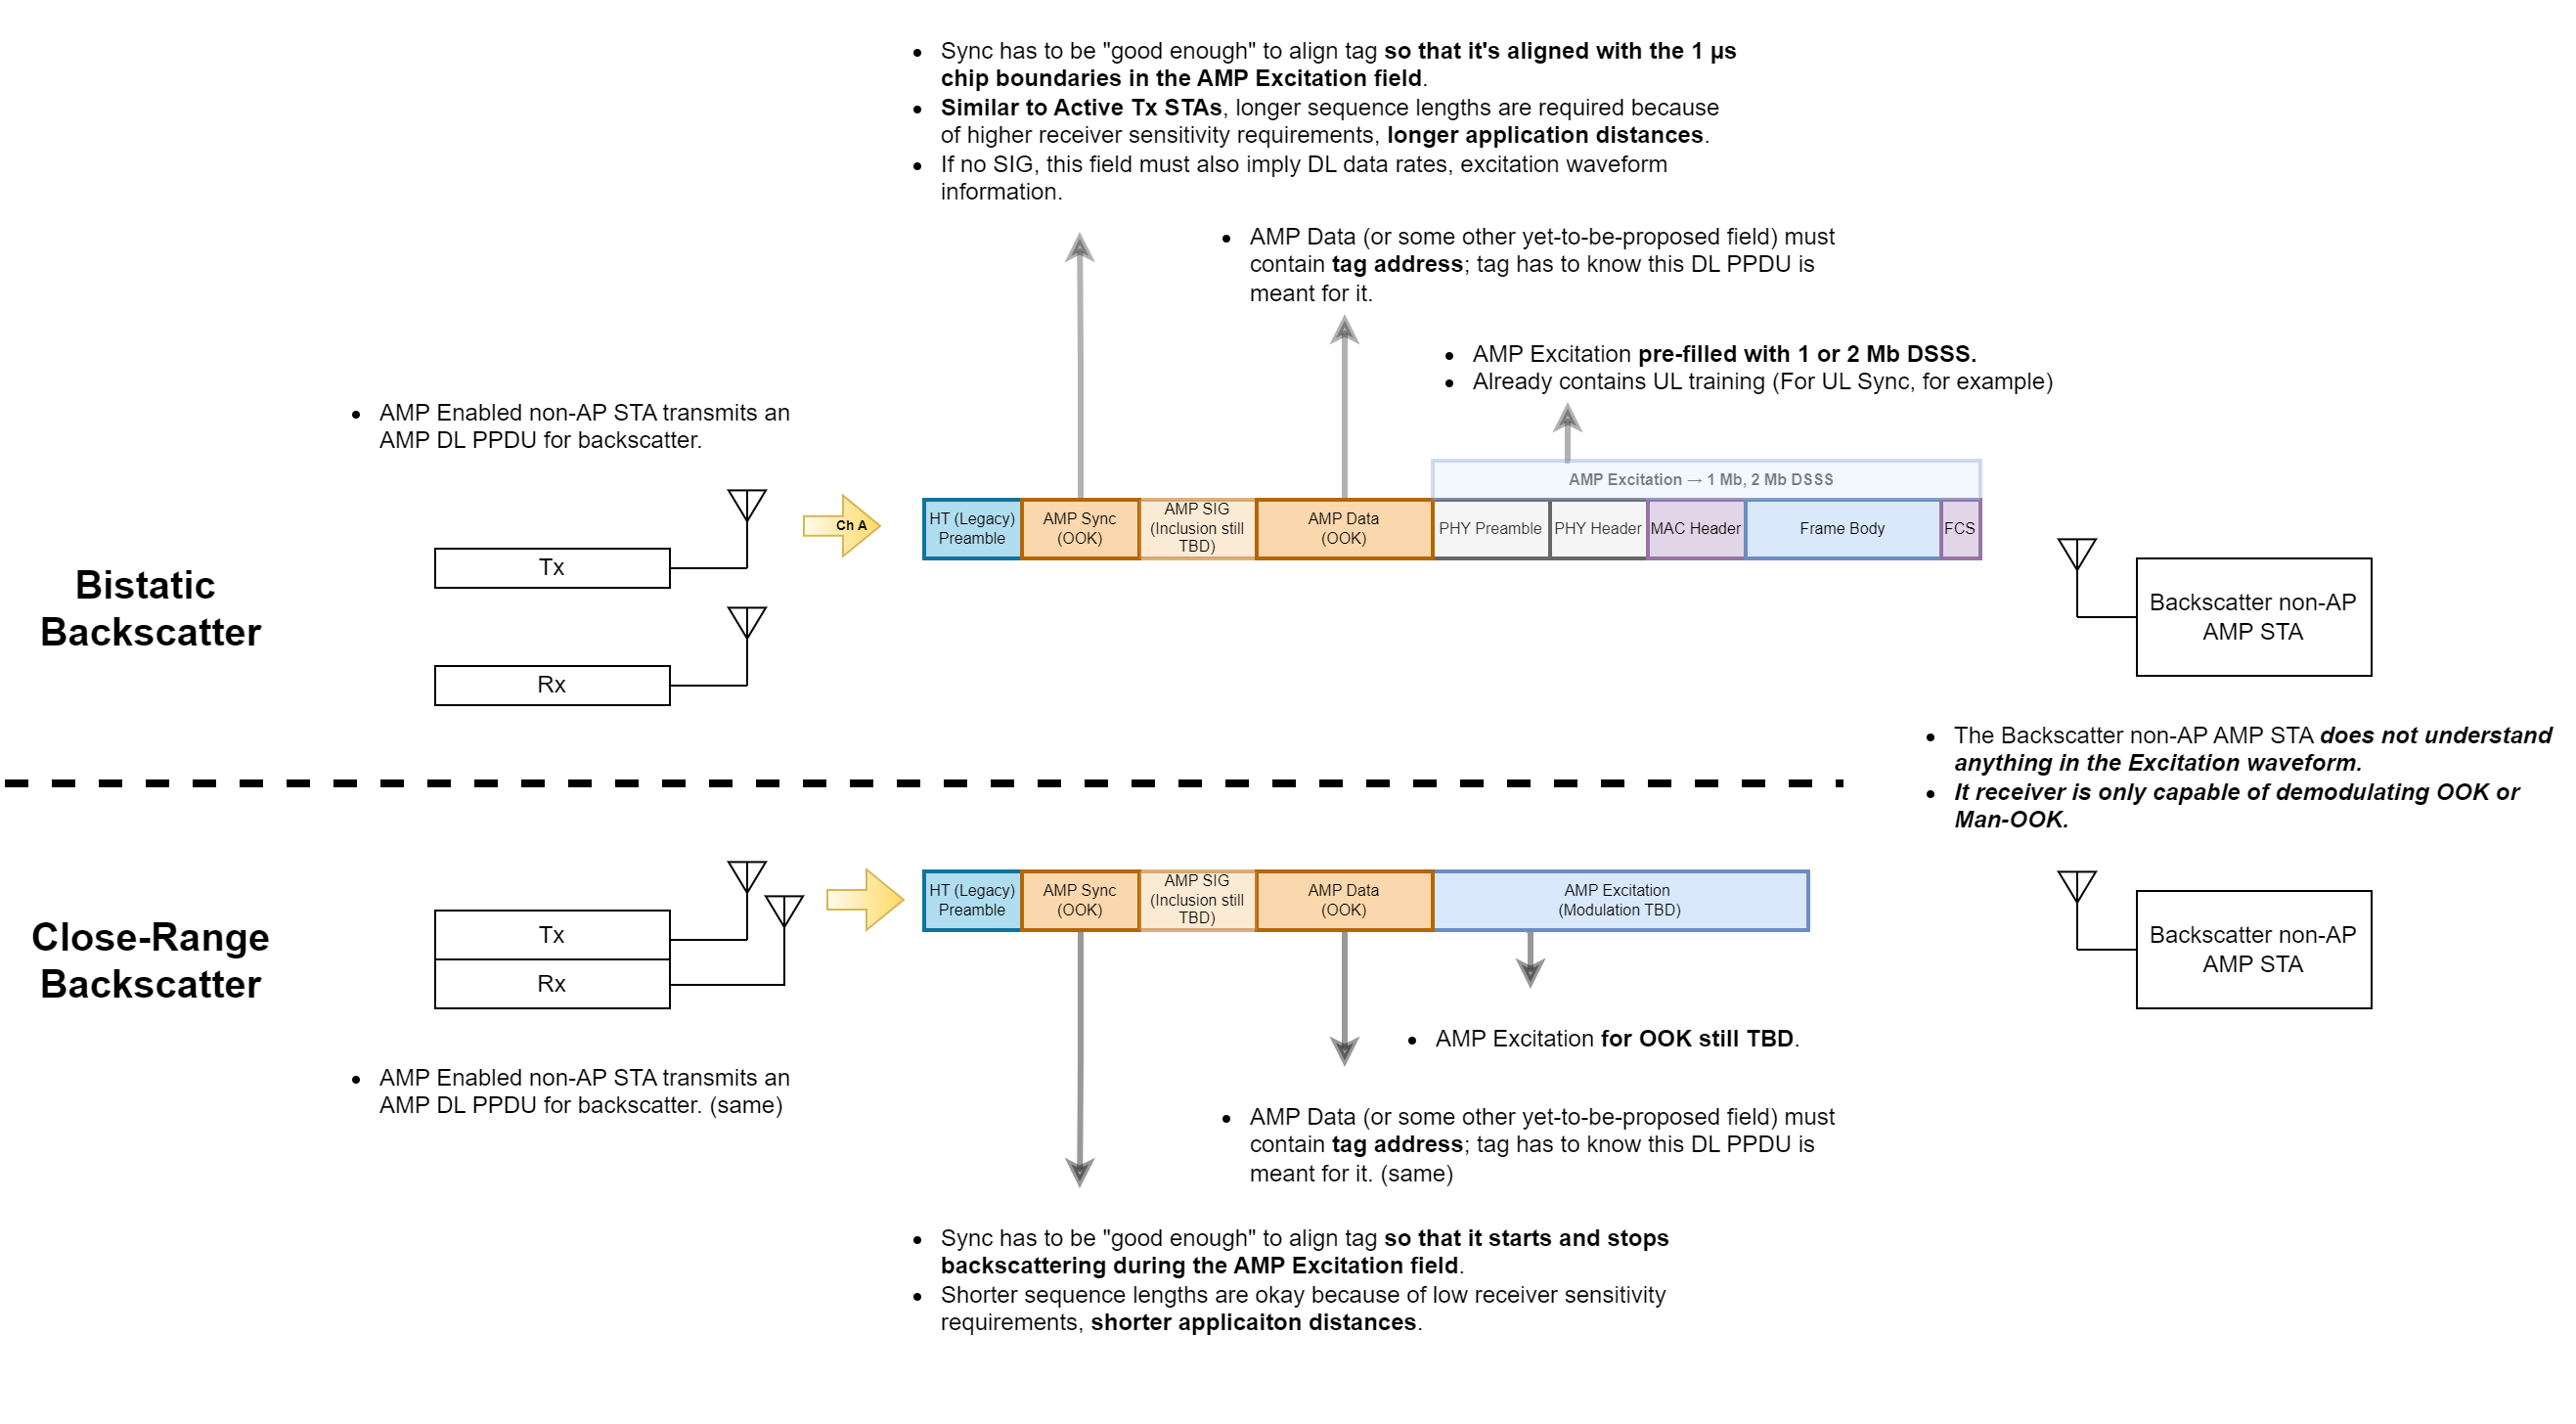 Sync has to be "good enough" to align tag so that it's aligned with the 1 µs
chip boundaries in the AMP Excitation field.
Similar to Active Tx STAs, longer sequence lengths are required because
of higher receiver sensitivity requirements, longer application distances.
If no SIG, this field must also imply DL data rates, excitation waveform
information.
AMP Data (or some other yet-to-be-proposed field) must
contain tag address; tag has to know this DL PPDU is
meant for it.
AMP Excitation pre-filled with 1 or 2 Mb DSSS.
Already contains UL training (For UL Sync, for example)
AMP Enabled non-AP STA transmits an
AMP DL PPDU for backscatter.
AMP Excitation → 1 Mb, 2 Mb DSSS
Ch A
HT (Legacy)
Preamble
AMP Sync
(OOK)
AMP SIG
(Inclusion still
TBD)
AMP Data
(OOK)
PHY Preamble
PHY Header
MAC Header
Frame Body
FCS
Tx
Rx
Bistatic
Backscatter
Backscatter non-AP
AMP STA
The Backscatter non-AP AMP STA does not understand
anything in the Excitation waveform.
It receiver is only capable of demodulating OOK or
Man-OOK.
HT (Legacy)
Preamble
AMP Sync
(OOK)
AMP SIG
(Inclusion still
TBD)
AMP Data
(OOK)
AMP Excitation
(Modulation TBD)
Tx
Rx
Close-Range
Backscatter
Backscatter non-AP
AMP STA
AMP Excitation for OOK still TBD.
AMP Enabled non-AP STA transmits an
AMP DL PPDU for backscatter. (same)
AMP Data (or some other yet-to-be-proposed field) must
contain tag address; tag has to know this DL PPDU is
meant for it. (same)
Sync has to be "good enough" to align tag so that it starts and stops
backscattering during the AMP Excitation field.
Shorter sequence lengths are okay because of low receiver sensitivity
requirements, shorter applicaiton distances.